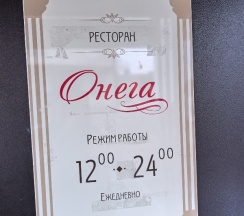 РЕСТОРАН
Онега
РЕЖИМ РАБОТЫ
12⁰⁰ - 24⁰⁰
ЕЖЕДНЕВНО